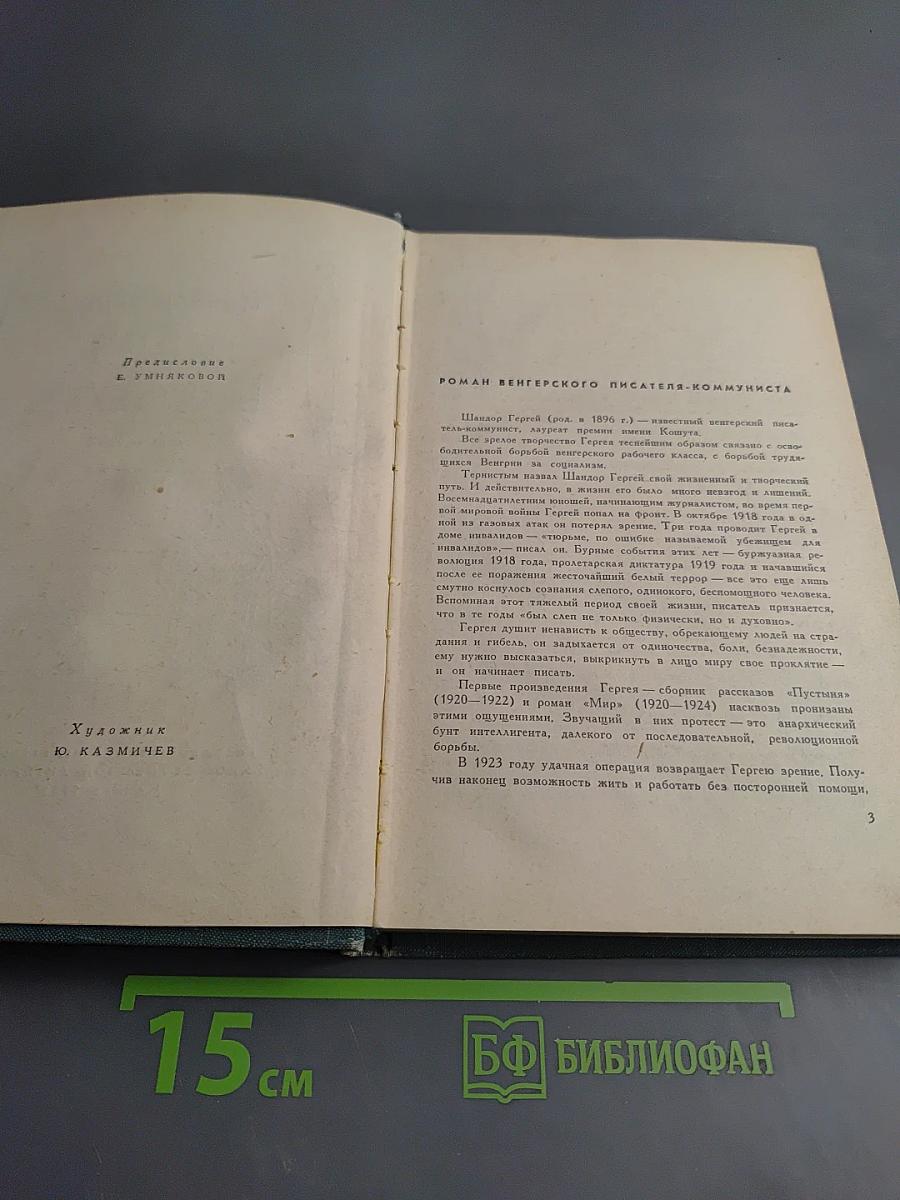 Предисловие
Е. УМНЯКОВОЙ
Художник
Ю. КАЗМИЧЕВ
РОМАН ВЕНГЕРСКОГО ПИСАТЕЛЯ-КОММУНИСТА
Шандор Гергей (род. в 1896 г.) — известный венгерский писа-
тель-коммунист, лауреат премии имени Кошута.
Все зрелое творчество Гергея теснейшим образом связано с осво-
бодительной борьбой венгерского рабочего класса, с борьбой трудя-
щихся Венгрии за социализм.
Тернистым назвал Шандор Гергей свой жизненный и творческий
путь. И действительно, в жизни его было много невзгод и лишений.
Восемнадцатилетним юношей, начинающим журналистом, во время пер-
вой мировой войны Гергей попал на фронт. В октябре 1918 года в од-
ной из газовых атак он потерял зрение. Три года проводит Гергей в
доме инвалидов — «тюрьме, по ошибке называемой убежищем для
инвалидов»,— писал он. Бурные события этих лет — буржуазная ре-
волюция 1918 года, пролетарская диктатура 1919 года и начавшийся
после ее поражения жесточайший белый террор — все это еще лишь
смутно коснулось сознания слепого, одинокого, беспомощного человека.
Вспоминая этот тяжелый период своей жизни, писатель признается,
что в те годы «был слеп не только физически, но и духовно».
Гергея душит ненависть к обществу, обрекающему людей на стра-
дания и гибель, он задыхается от одиночества, боли, безнадежности,
ему нужно высказаться, выкрикнуть в лицо миру свое проклятие —
и он начинает писать.
Первые произведения Гергея — сборник рассказов «Пустыня»
(1920—1922) и роман «Мир» (1920—1924) насквозь пронизаны
этими ощущениями. Звучащий в них протест — это анархический
бунт интеллигента, далекого от последовательной, революционной
борьбы.
В 1923 году удачная операция возвращает Гергею зрение. Полу-
чив наконец возможность жить и работать без посторонней помощи,
3
15 см
БФ БИБЛИОФАН